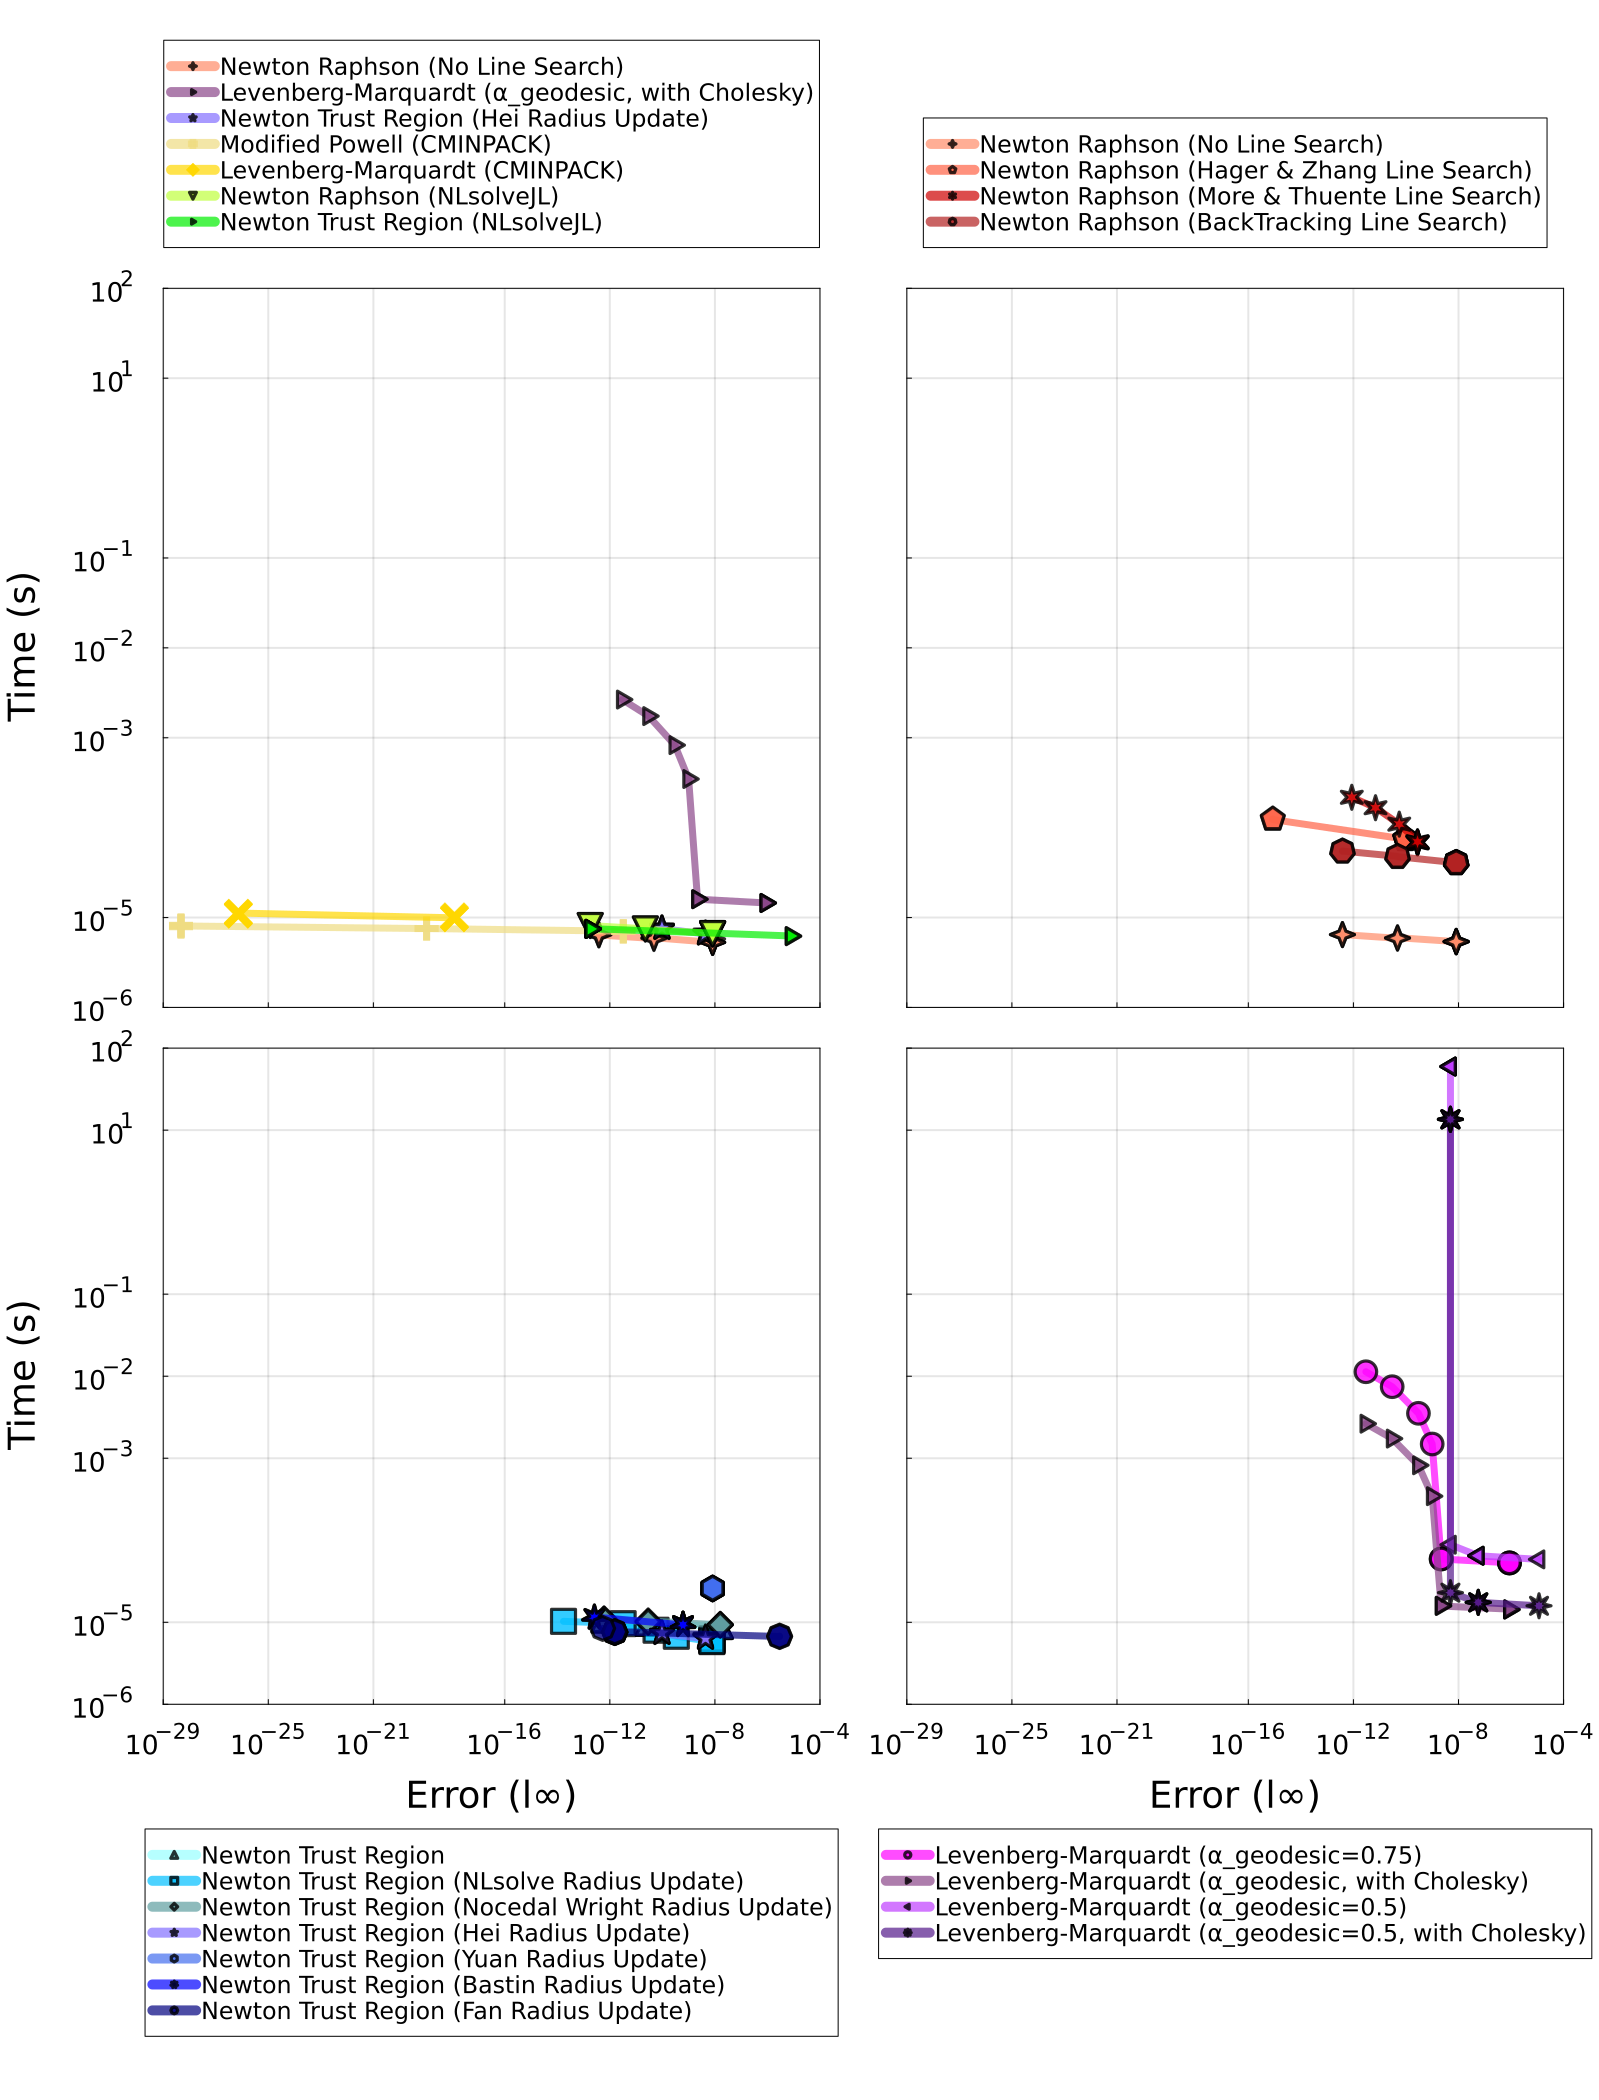 Newton Raphson (No Line Search)
Levenberg-Marquardt (α_geodesic, with Cholesky)
Newton Trust Region (Hei Radius Update)
Modified Powell (CMINPACK)
Levenberg-Marquardt (CMINPACK)
Newton Raphson (NLsolveJL)
Newton Trust Region (NLsolveJL)
Newton Raphson (No Line Search)
Newton Raphson (Hager & Zhang Line Search)
Newton Raphson (More & Thuente Line Search)
Newton Raphson (BackTracking Line Search)
Time (s)
10²
10¹
10⁻¹
10⁻²
10⁻³
10⁻⁵
10⁻⁶
Time (s)
10²
10¹
10⁻¹
10⁻²
10⁻³
10⁻⁵
10⁻⁶
10⁻²⁹ 10⁻²⁵ 10⁻²¹ 10⁻¹⁶ 10⁻¹² 10⁻⁸ 10⁻⁴
Error (l∞)
10⁻²⁹ 10⁻²⁵ 10⁻²¹ 10⁻¹⁶ 10⁻¹² 10⁻⁸ 10⁻⁴
Error (l∞)
Newton Trust Region
Newton Trust Region (NLsolve Radius Update)
Newton Trust Region (Nocedal Wright Radius Update)
Newton Trust Region (Hei Radius Update)
Newton Trust Region (Yuan Radius Update)
Newton Trust Region (Bastin Radius Update)
Newton Trust Region (Fan Radius Update)
Levenberg-Marquardt (α_geodesic=0.75)
Levenberg-Marquardt (α_geodesic, with Cholesky)
Levenberg-Marquardt (α_geodesic=0.5)
Levenberg-Marquardt (α_geodesic=0.5, with Cholesky)